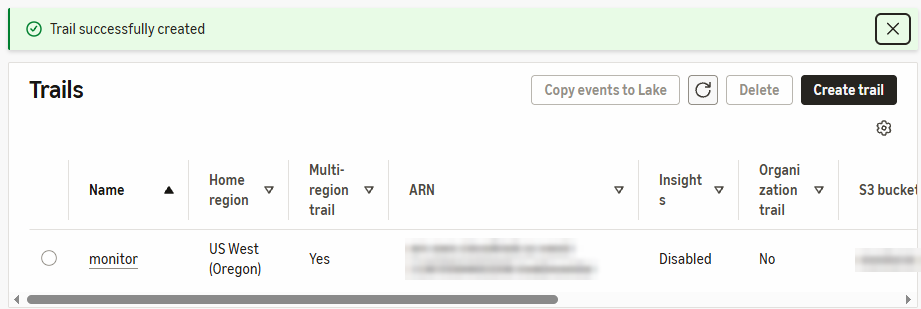 Trail successfully created
Trails
Copy events to Lake
Delete
Create trail
Name
Home
region
Multi-
region
trail
ARN
Insight
s
Organi
zation
trail
S3 bucket
monitor
US West
(Oregon)
Yes
Disabled
No